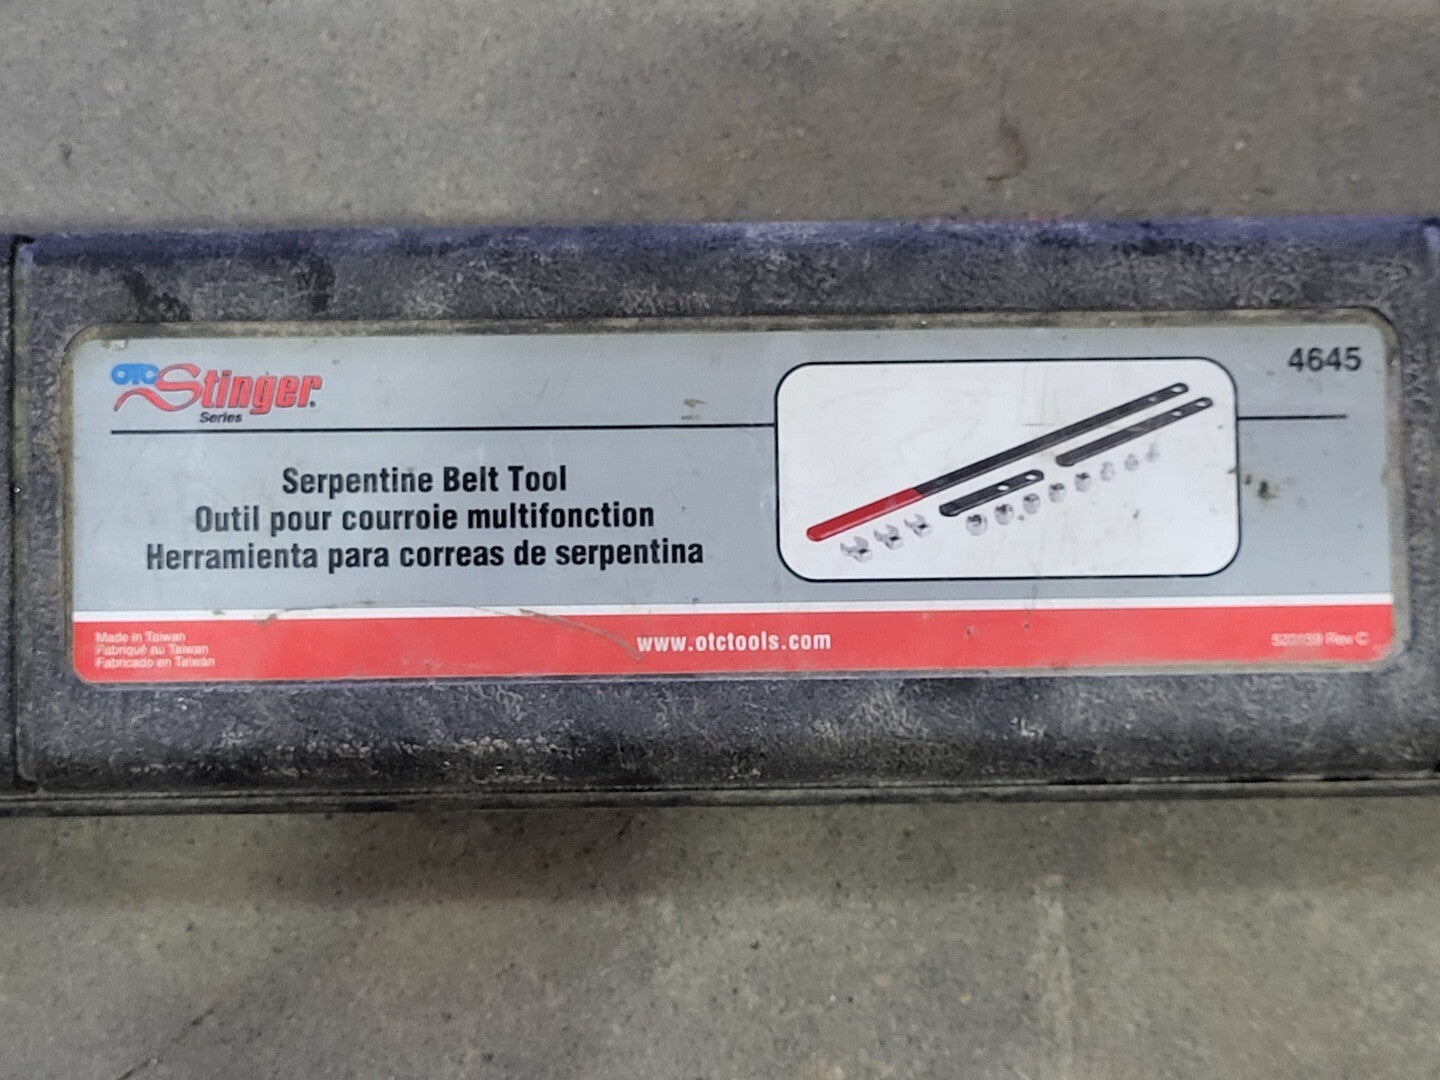 OTC Stinger®
Series
4645
Serpentine Belt Tool
Outil pour courroie multifonction
Herramienta para correas de serpentina
Made in Taiwan
Fabriqué au Taiwan
Fabricado en Taiwán
www.otctools.com
Rev C